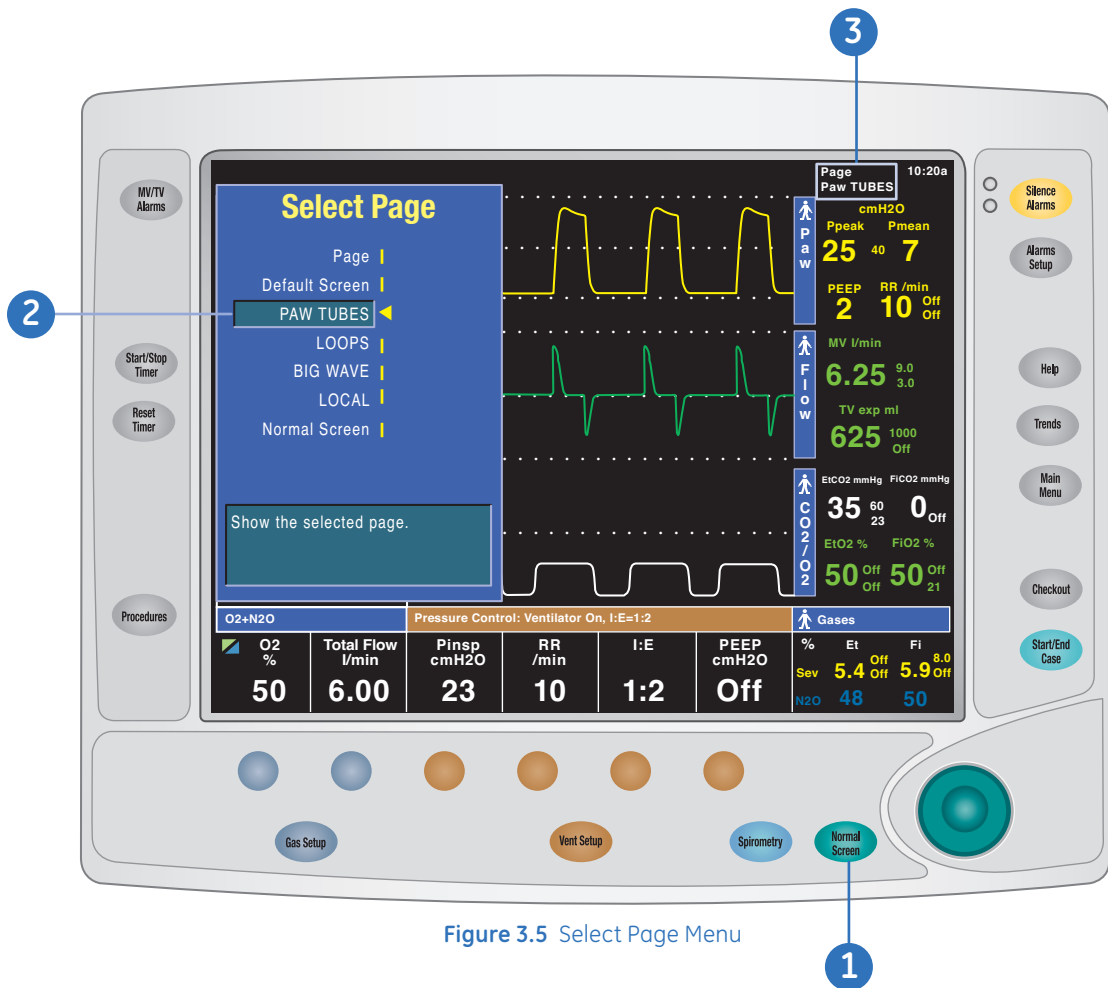 3
MV/TV
Alarms
Start/Stop
Timer
Reset
Timer
Procedures
2
Select Page
Page
Default Screen
PAW TUBES
LOOPS
BIG WAVE
LOCAL
Normal Screen
Show the selected page.
Page
Paw TUBES
10:20a
Paw
cmH2O
Ppeak Pmean
25 40 7
PEEP RR /min
2 10 Off
Off
Flow
MV l/min
6.25 9.0
3.0
TV exp ml
625 1000
Off
CO2/O2
EtCO2 mmHg FiCO2 mmHg
35 60
23 0 Off
EtO2 % FiO2 %
50 Off
Off 50 Off
21
O2+N2O
Pressure Control: Ventilator On, I:E=1:2
Gases
O2
%
50
Total Flow
l/min
6.00
Pinsp
cmH2O
23
RR
/min
10
I:E
1:2
PEEP
cmH2O
Off
% Et Fi
Sev 5.4 Off
Off 5.9 8.0
Off
N2O 48 50
Silence
Alarms
Alarms
Setup
Help
Trends
Main
Menu
Checkout
Start/End
Case
Gas Setup
Vent Setup
Spirometry
Normal
Screen
Figure 3.5 Select Page Menu
1